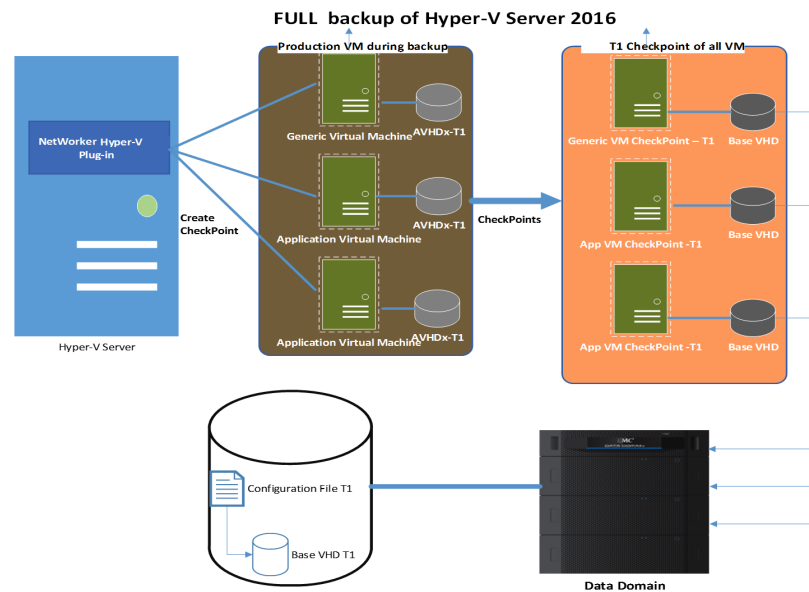 FULL backup of Hyper-V Server 2016
Production VM during backup
T1 Checkpoint of all VM
NetWorker Hyper-V
Plug-in
Generic Virtual Machine
AVHDx-T1
Generic VM CheckPoint – T1
Base VHD
Create
CheckPoint
Application Virtual Machine
AVHDx-T1
CheckPoints
App VM CheckPoint -T1
Base VHD
Application Virtual Machine
AVHDx-T1
App VM CheckPoint -T1
Base VHD
Hyper-V Server
EMC²
Configuration File T1
Base VHD T1
Data Domain